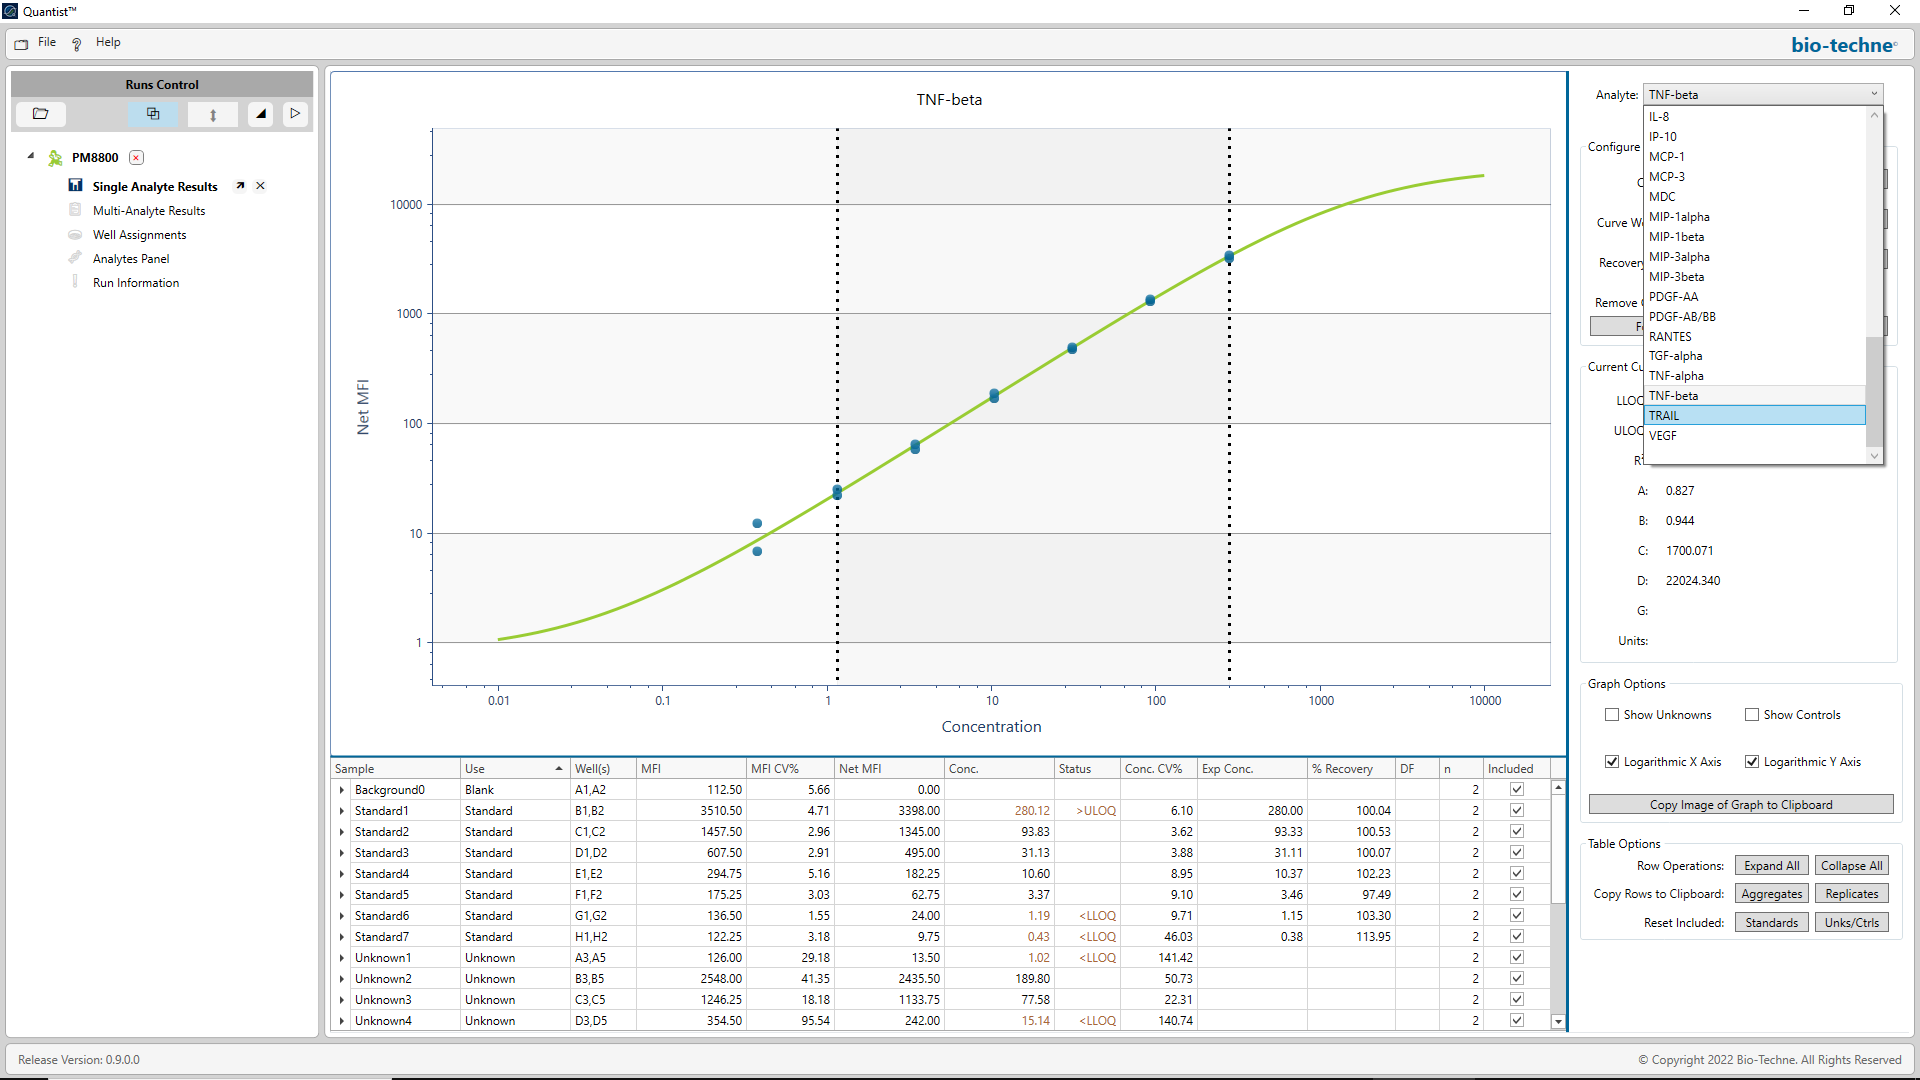 Quantist™
File Help
bio-techne
Runs Control
PM8800
Single Analyte Results
Multi-Analyte Results
Well Assignments
Analytes Panel
Run Information
TNF-beta
10000
1000
100
10
1
Net MFI
0.01 0.1 1 10 100 1000 10000
Concentration
Analyte: TNF-beta
IL-8
IP-10
MCP-1
MCP-3
MDC
MIP-1alpha
MIP-1beta
MIP-3alpha
MIP-3beta
PDGF-AA
PDGF-AB/BB
RANTES
TGF-alpha
TNF-alpha
TNF-beta
TRAIL
VEGF
Configure
Curve
Recovery
Remove
Current
A: 0.827
B: 0.944
C: 1700.071
D: 22024.340
G:
Units:
Graph Options
Show Unknowns Show Controls
Logarithmic X Axis Logarithmic Y Axis
Copy Image of Graph to Clipboard
Table Options
Row Operations: Expand All Collapse All
Copy Rows to Clipboard: Aggregates Replicates
Reset Included: Standards Unks/Ctrls
Sample Use Well(s) MFI MFI CV% Net MFI Conc. Status Conc. CV% Exp Conc. % Recovery DF n Included
Background0 Blank A1,A2 112.50 5.66 0.00 2
Standard1 Standard B1,B2 3510.50 4.71 3398.00 280.12 >ULOQ 6.10 280.00 100.04 2
Standard2 Standard C1,C2 1457.50 2.96 1345.00 93.83 3.62 93.33 100.53 2
Standard3 Standard D1,D2 607.50 2.91 495.00 31.13 3.88 31.11 100.07 2
Standard4 Standard E1,E2 294.75 5.16 182.25 10.60 8.95 10.37 102.23 2
Standard5 Standard F1,F2 175.25 3.03 62.75 3.37 9.10 3.46 97.49 2
Standard6 Standard G1,G2 136.50 1.55 24.00 1.19 <LLOQ 9.71 1.15 103.30 2
Standard7 Standard H1,H2 122.25 3.18 9.75 0.43 <LLOQ 46.03 0.38 113.95 2
Unknown1 Unknown A3,A5 126.00 29.18 13.50 1.02 <LLOQ 141.42 2
Unknown2 Unknown B3,B5 2548.00 41.35 2435.50 189.80 50.73 2
Unknown3 Unknown C3,C5 1246.25 18.18 1133.75 77.58 22.31 2
Unknown4 Unknown D3,D5 354.50 95.54 242.00 15.14 <LLOQ 140.74 2
Release Version: 0.9.0.0
© Copyright 2022 Bio-Techne. All Rights Reserved